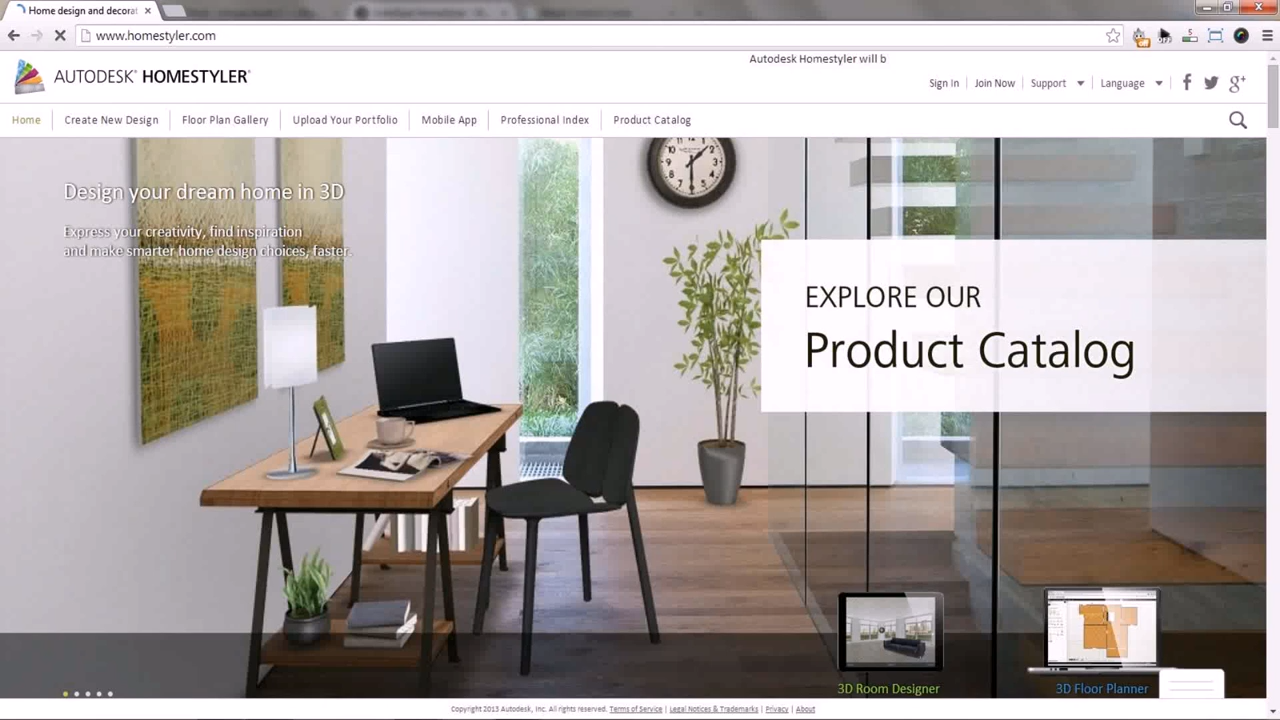 Home design and decorat
www.homestyler.com
Autodesk Homestyler will b
AUTODESK® HOMESTYLER®
Sign In
Join Now
Support
Language
Home
Create New Design
Floor Plan Gallery
Upload Your Portfolio
Mobile App
Professional Index
Product Catalog
Design your dream home in 3D
Express your creativity, find inspiration
and make smarter home design choices, faster.
EXPLORE OUR
Product Catalog
3D Room Designer
3D Floor Planner
Copyright 2013 Autodesk, Inc. All rights reserved. Terms of Service | Legal Notices & Trademarks | Privacy | About